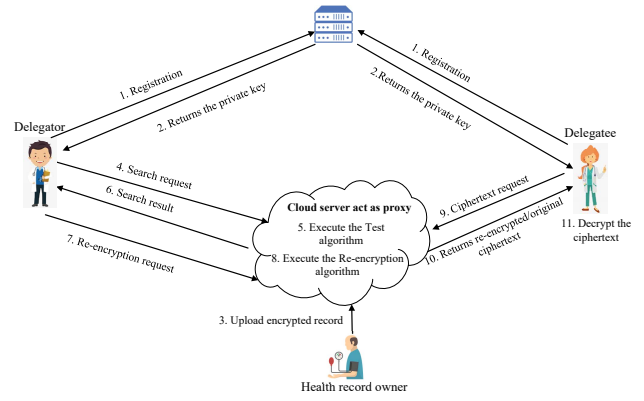 1. Registration
1. Registration
2. Returns the private key
2.Returns the private key
Delegator
Delegatee
4. Search request
6. Search result
7. Re-encryption request
Cloud server act as proxy
5. Execute the Test
algorithm
8. Execute the Re-encryption
algorithm
9. Ciphertext request
10. Returns re-encrypted/original
ciphertext
11. Decrypt the
ciphertext
3. Upload encrypted record
Health record owner